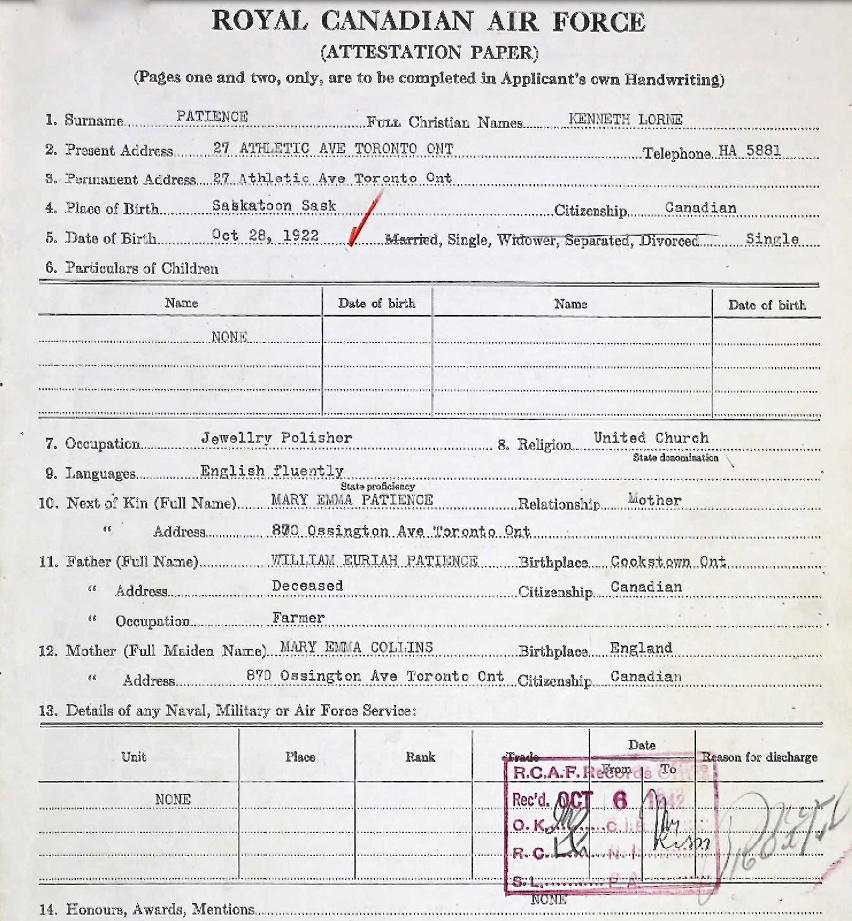 ROYAL CANADIAN AIR FORCE
(ATTESTATION PAPER)
(Pages one and two, only, are to be completed in Applicant's own Handwriting)
1. Surname PATIENCE Full Christian Names KENNETH LORNE
2. Present Address 27 ATHLETIC AVE TORONTO ONT Telephone HA 5881
3. Permanent Address 27 Athletic Ave Toronto Ont
4. Place of Birth Saskatoon Sask Citizenship Canadian
5. Date of Birth Oct 28, 1922 Married, Single, Widower, Separated, Divorced Single
6. Particulars of Children
Name Date of birth Name Date of birth
NONE
7. Occupation Jewellry Polisher 8. Religion United Church
State denomination
9. Languages English fluently
State proficiency
10. Next of Kin (Full Name) MARY EMMA PATIENCE Relationship Mother
" Address 870 Ossington Ave Toronto Ont
11. Father (Full Name) WILLIAM EURIAH PATIENCE Birthplace Cookstown Ont
" Address Deceased Citizenship Canadian
" Occupation Farmer
12. Mother (Full Maiden Name) MARY EMMA COLLINS Birthplace England
" Address 870 Ossington Ave Toronto Ont Citizenship Canadian
13. Details of any Naval, Military or Air Force Service:
Unit Place Rank Trade Date Reason for discharge
From To
R.C.A.F. Records
NONE
Rec'd. OCT 6 1942
O.K.
R.C.
S.L. P.A.
14. Honours, Awards, Mentions NONE